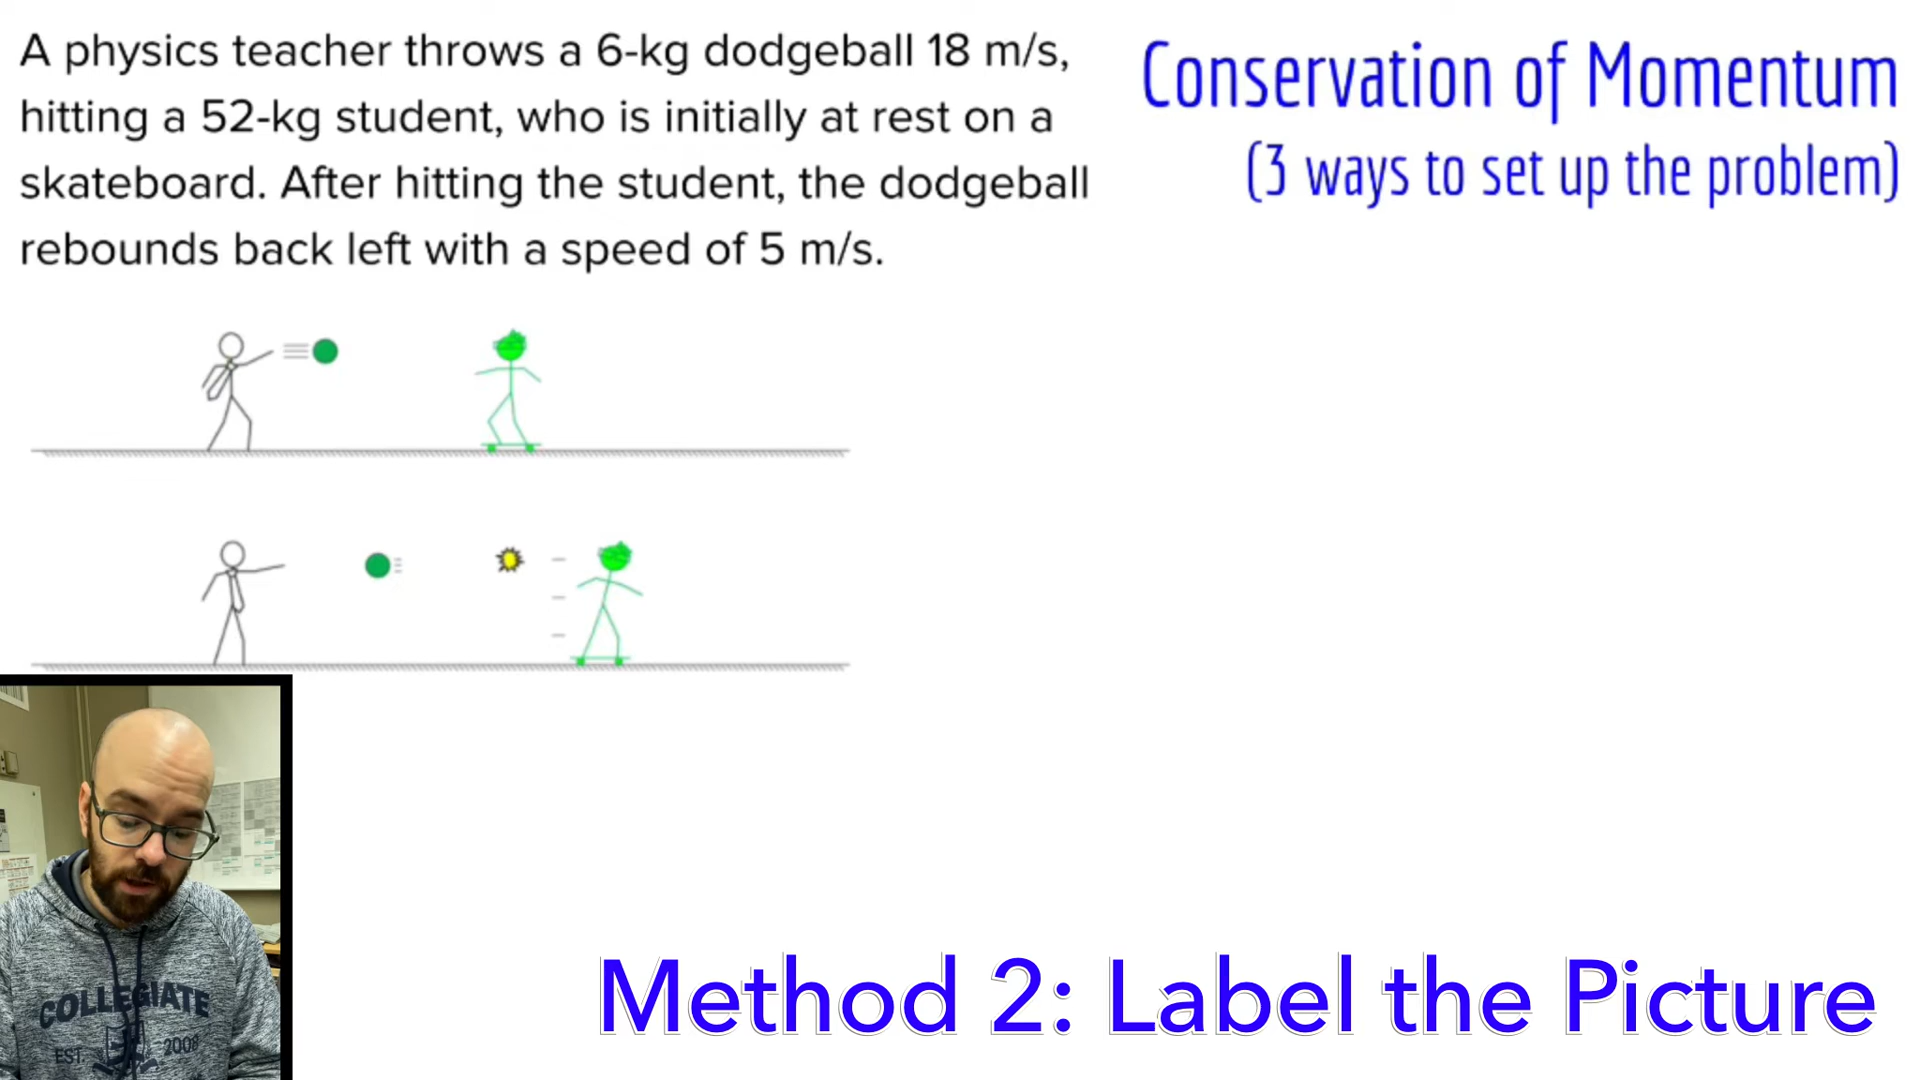 A physics teacher throws a 6-kg dodgeball 18 m/s,
hitting a 52-kg student, who is initially at rest on a
skateboard. After hitting the student, the dodgeball
rebounds back left with a speed of 5 m/s.
Conservation of Momentum
(3 ways to set up the problem)
COLLEGIATE
EST. 2008
Method 2: Label the Picture